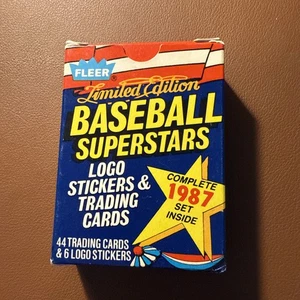 FLEER
Limited Edition
BASEBALL
SUPERSTARS
LOGO
STICKERS &
TRADING
CARDS
COMPLETE
1987
SET
INSIDE
44 TRADING CARDS
& 6 LOGO STICKERS